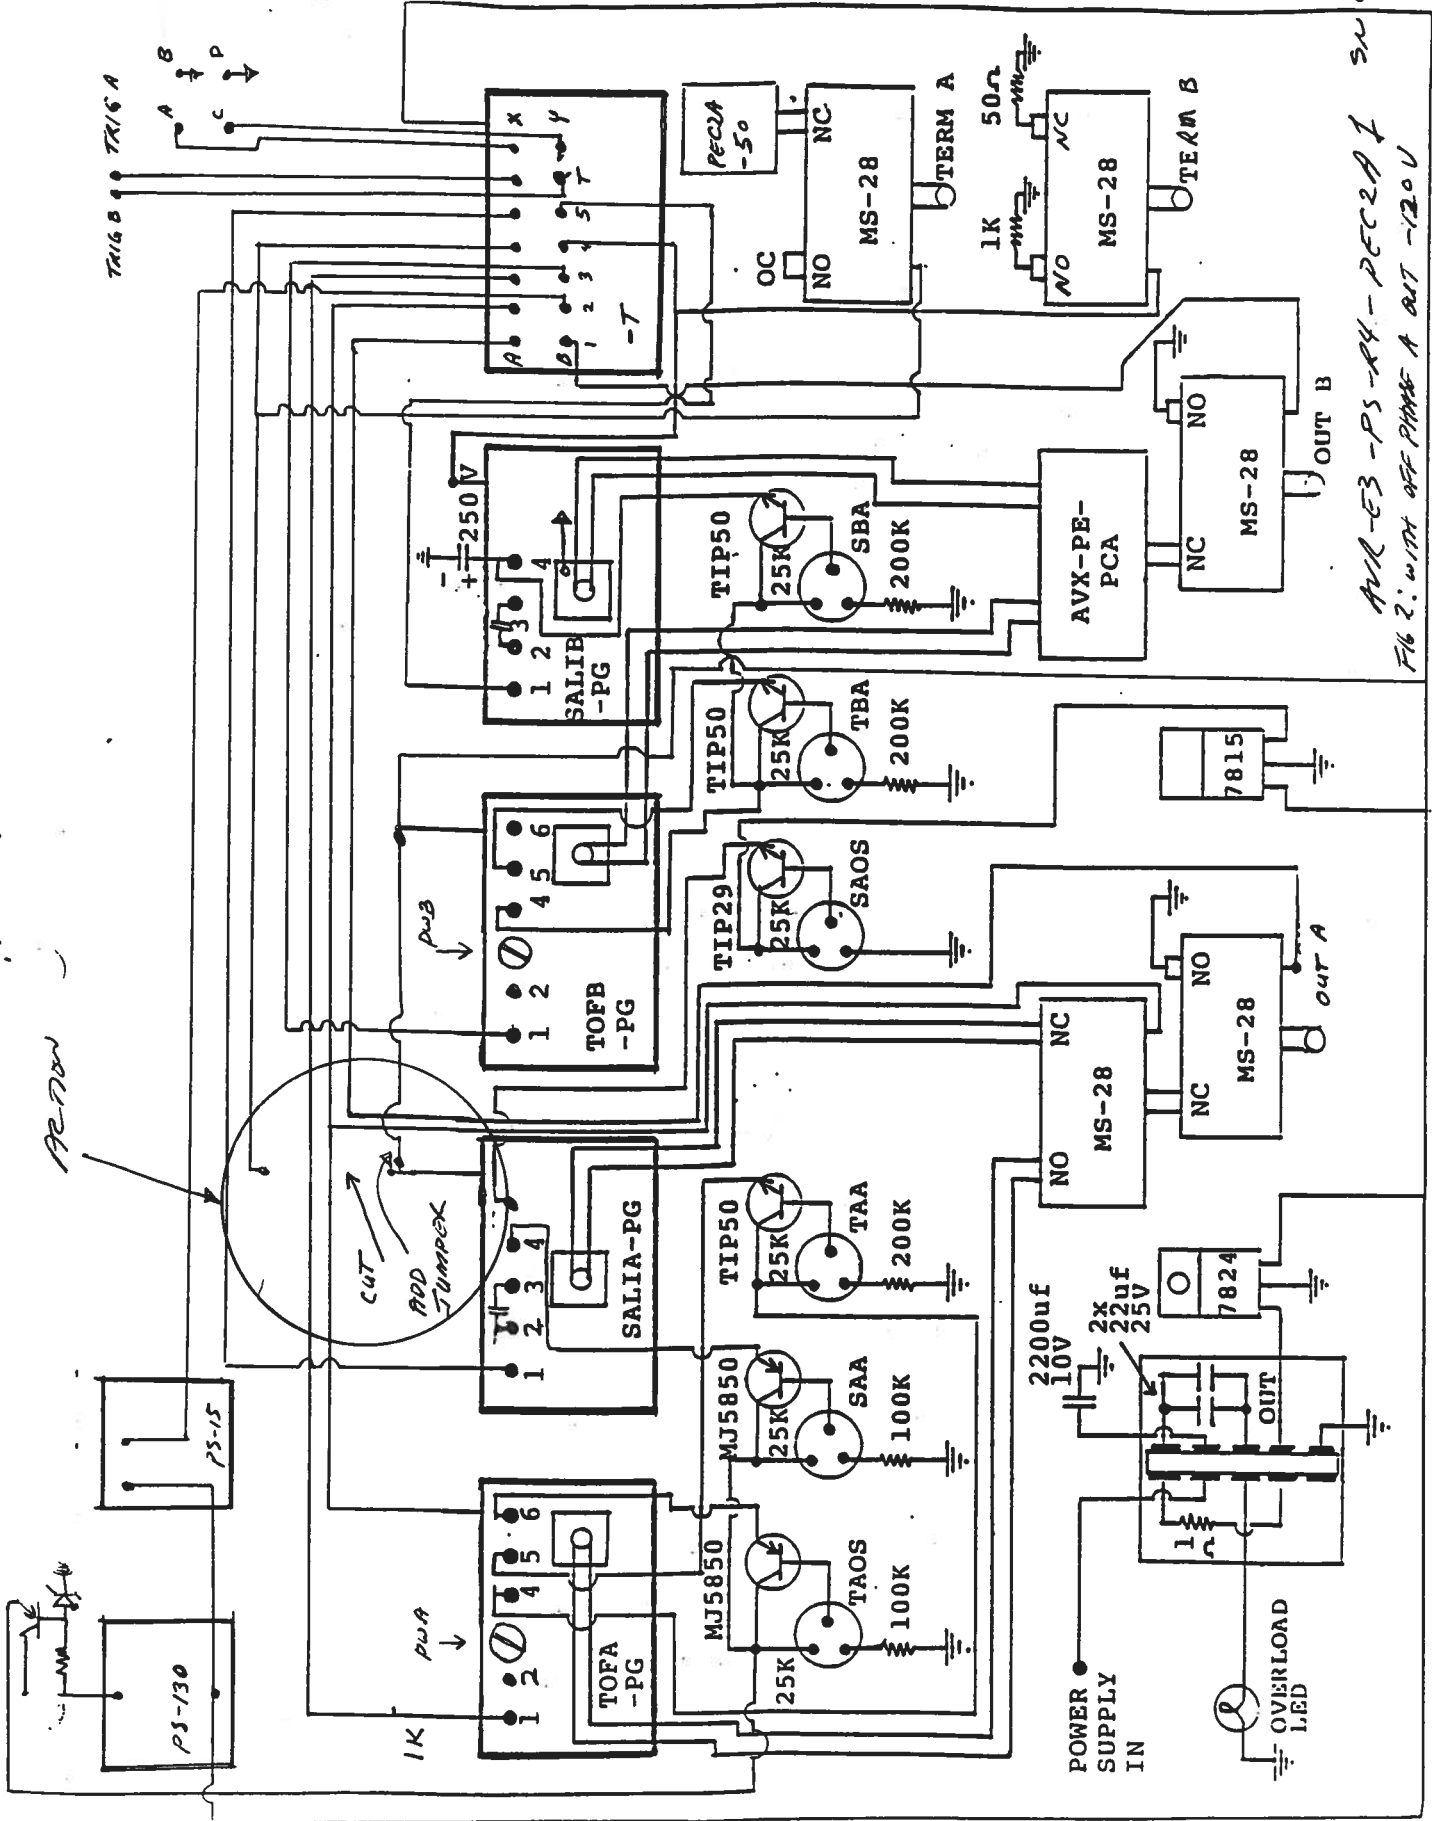 TRIG B
TRIG A
A
B
C
D
ACTION
CUT
ADD
JUMPER
PS-15
PS-130
X
Y
A
B
1
2
3
4
5
T
-T
PEC2A
-50
NC
MS-28
OC
NO
TERM A
50Ω
1K
NC
NO
MS-28
TERM B
250V
-
+
1
2
3
4
SALIB
-PG
PWB
1
2
4
5
6
TOFB
-PG
1
2
3
4
SALIA-PG
PWA
1K
1
2
4
5
6
TOFA
-PG
MJ5850
25K
TAOS
100K
MJ5850
25K
SAA
100K
TIP50
25K
TAA
200K
TIP29
25K
SAOS
TIP50
25K
TBA
200K
TIP50
25K
SBA
200K
AVX-PE-
PCA
NC
NO
MS-28
OUT B
7815
NO
NC
MS-28
NC
NO
MS-28
OUT A
7824
2200uf
10V
2x
22uf
25V
OUT
1
Ω
POWER
SUPPLY
IN
OVERLOAD
LED
AVR-E3-PS-R4-PEC2A I SN
FIG 2: WITH OFF PHASE A OUT -120V